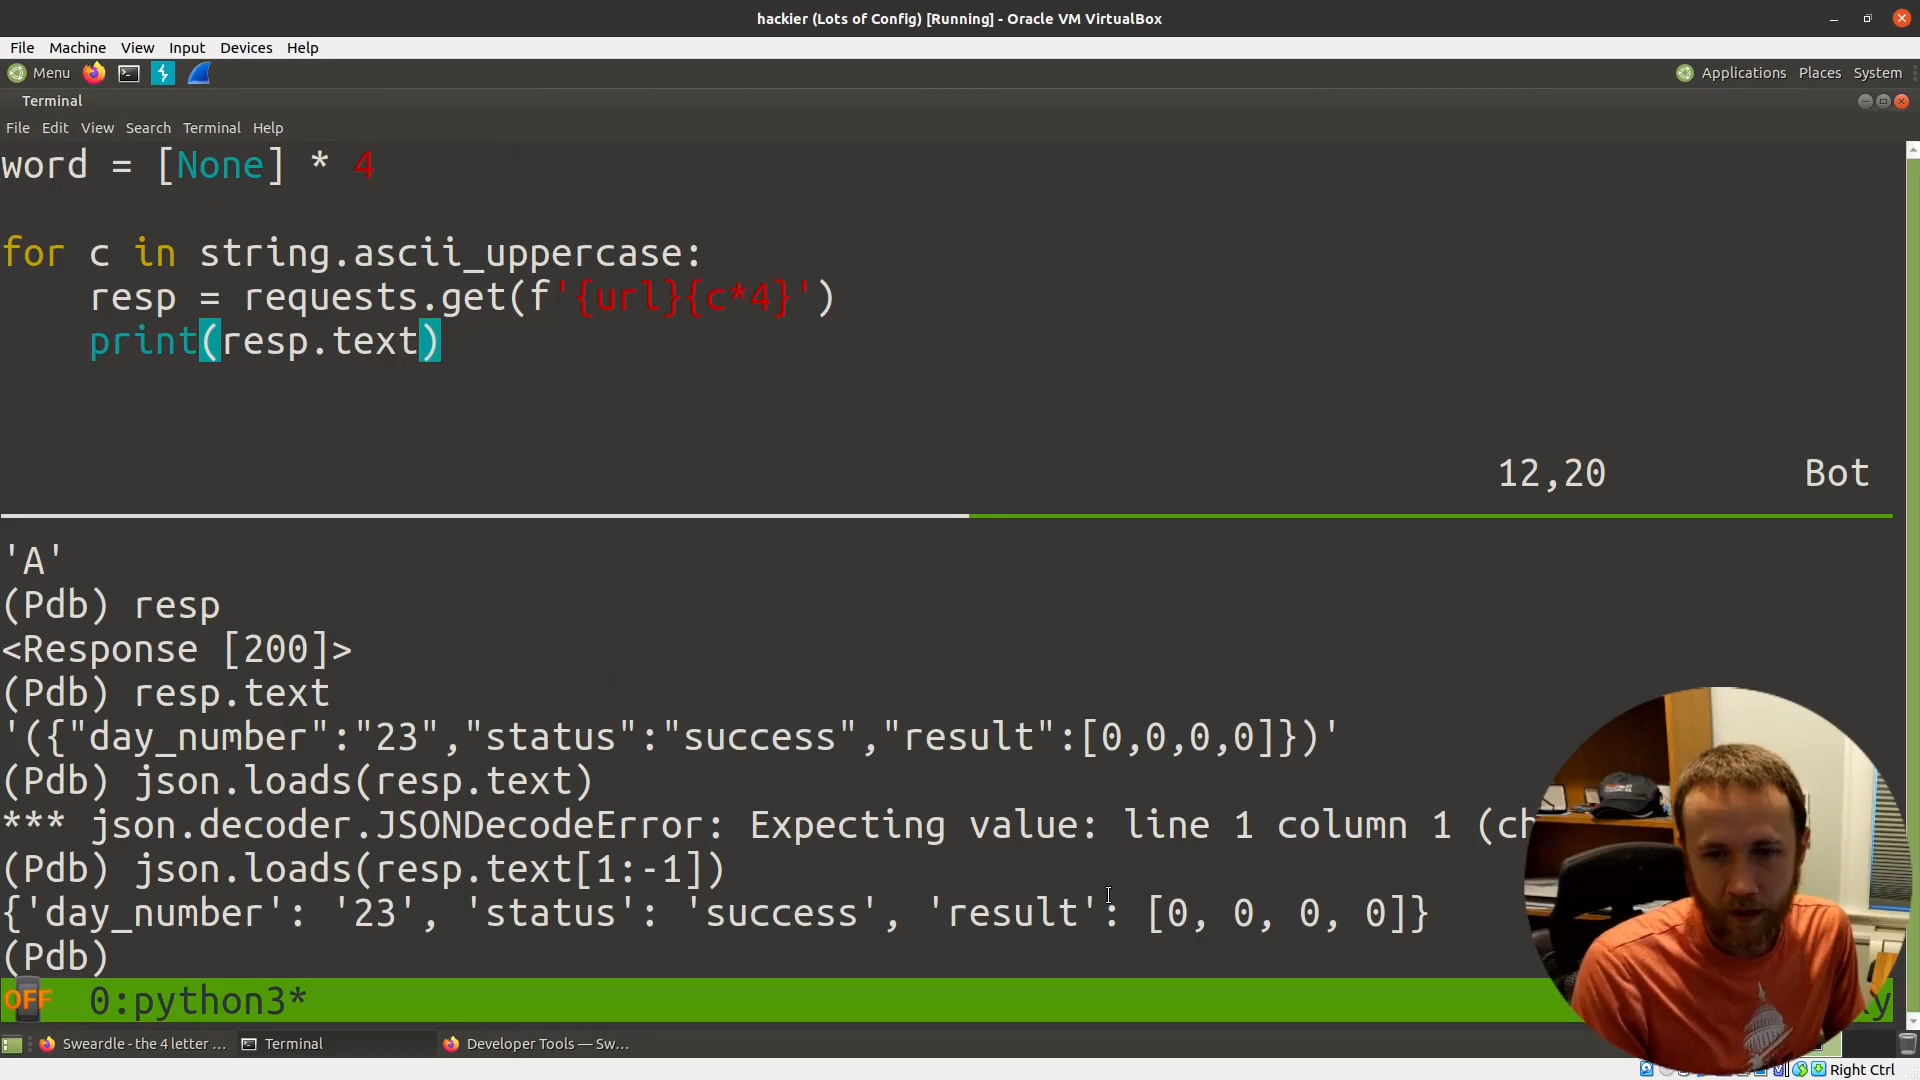 hackier (Lots of Config) [Running] - Oracle VM VirtualBox
File Machine View Input Devices Help
Menu Applications Places System
Terminal
File Edit View Search Terminal Help
word = [None] * 4
for c in string.ascii_uppercase:
    resp = requests.get(f'{url}{c*4}')
    print(resp.text)
12,20 Bot
'A'
(Pdb) resp
<Response [200]>
(Pdb) resp.text
'({"day_number":"23","status":"success","result":[0,0,0,0]})'
(Pdb) json.loads(resp.text)
*** json.decoder.JSONDecodeError: Expecting value: line 1 column 1 (ch
(Pdb) json.loads(resp.text[1:-1])
{'day_number': '23', 'status': 'success', 'result': [0, 0, 0, 0]}
(Pdb)
OFF 0:python3*
Sweardle - the 4 letter ... Terminal Developer Tools — Sw...
Right Ctrl